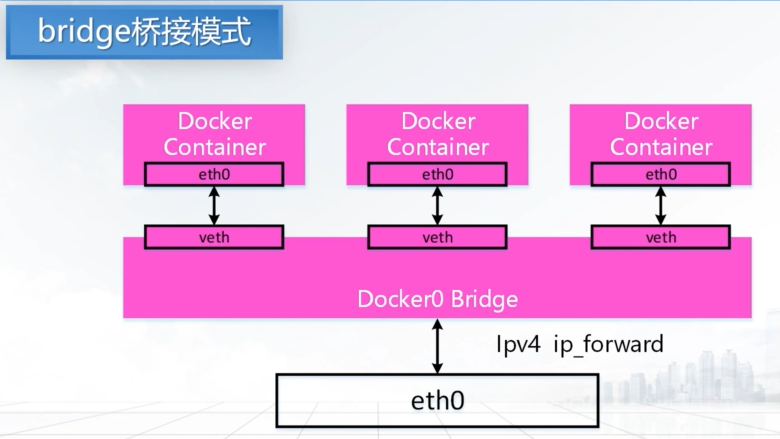 bridge桥接模式
Docker Container
Docker Container
Docker Container
eth0
eth0
eth0
veth
veth
veth
Docker0 Bridge
Ipv4 ip_forward
eth0